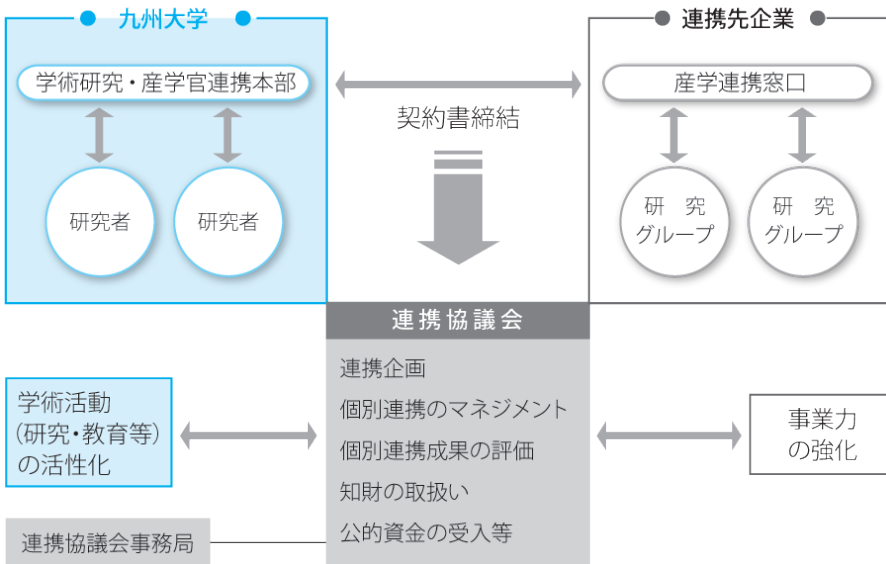 九州大学
学術研究・産学官連携本部
研究者
研究者
契約書締結
連携先企業
産学連携窓口
研　究
グループ
研　究
グループ
連携協議会
連携企画
個別連携のマネジメント
個別連携成果の評価
知財の取扱い
公的資金の受入等
学術活動
(研究・教育等)
の活性化
事業力
の強化
連携協議会事務局